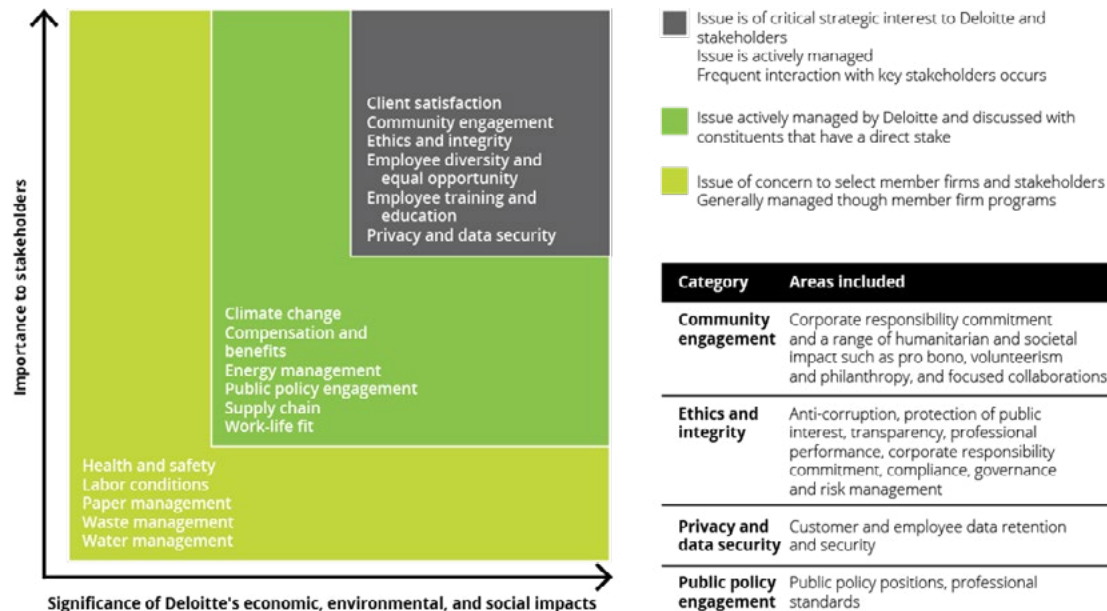 Importance to stakeholders
Client satisfaction
Community engagement
Ethics and integrity
Employee diversity and
equal opportunity
Employee training and
education
Privacy and data security
Climate change
Compensation and
benefits
Energy management
Public policy engagement
Supply chain
Work-life fit
Health and safety
Labor conditions
Paper management
Waste management
Water management
Significance of Deloitte's economic, environmental, and social impacts
Issue is of critical strategic interest to Deloitte and
stakeholders
Issue is actively managed
Frequent interaction with key stakeholders occurs
Issue actively managed by Deloitte and discussed with
constituents that have a direct stake
Issue of concern to select member firms and stakeholders
Generally managed though member firm programs
Category Areas included
Community Corporate responsibility commitment
engagement and a range of humanitarian and societal
impact such as pro bono, volunteerism
and philanthropy, and focused collaborations
Ethics and Anti-corruption, protection of public
integrity interest, transparency, professional
performance, corporate responsibility
commitment, compliance, governance
and risk management
Privacy and Customer and employee data retention
data security and security
Public policy Public policy positions, professional
engagement standards